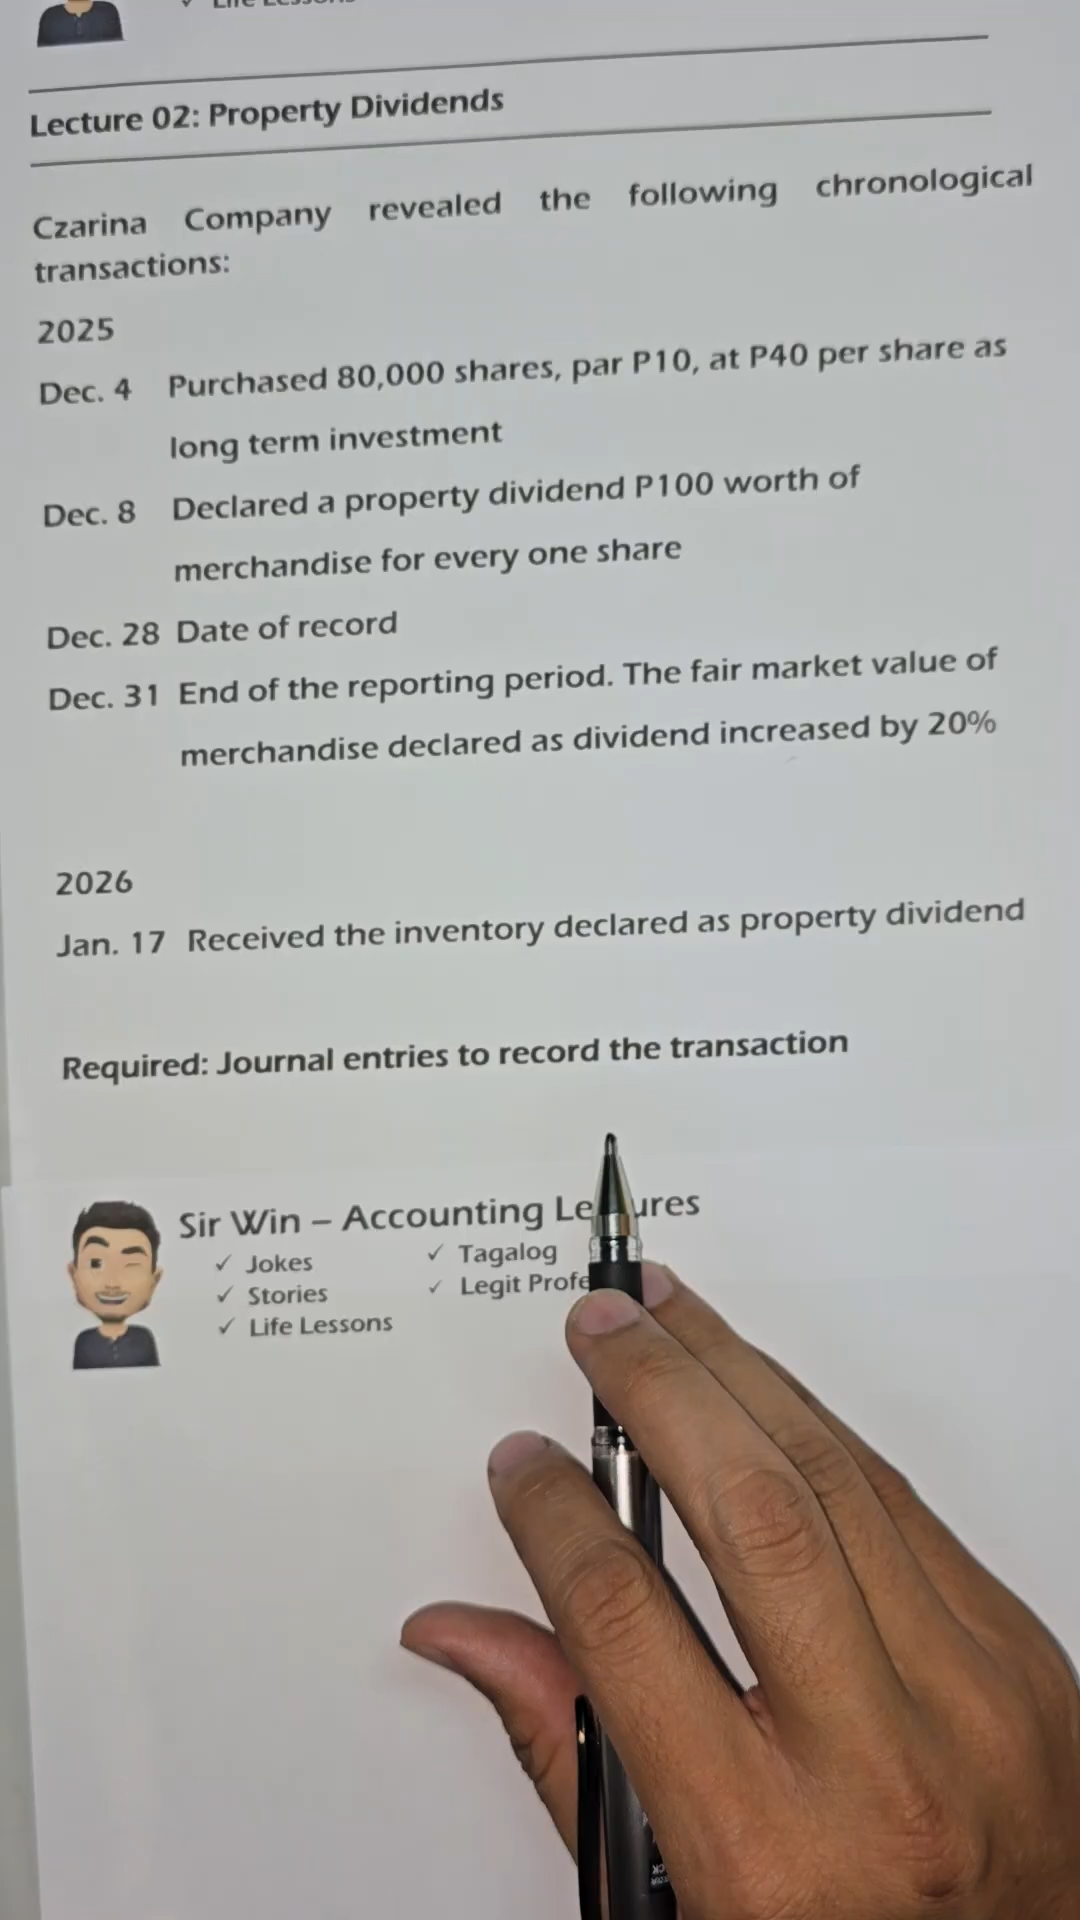 Lecture 02: Property Dividends
Czarina Company revealed the following chronological
transactions:
2025
Dec. 4 Purchased 80,000 shares, par P10, at P40 per share as
long term investment
Dec. 8 Declared a property dividend P100 worth of
merchandise for every one share
Dec. 28 Date of record
Dec. 31 End of the reporting period. The fair market value of
merchandise declared as dividend increased by 20%
2026
Jan. 17 Received the inventory declared as property dividend
Required: Journal entries to record the transaction
Sir Win – Accounting Le ures
✓ Jokes ✓ Tagalog
✓ Stories ✓ Legit Profe
✓ Life Lessons